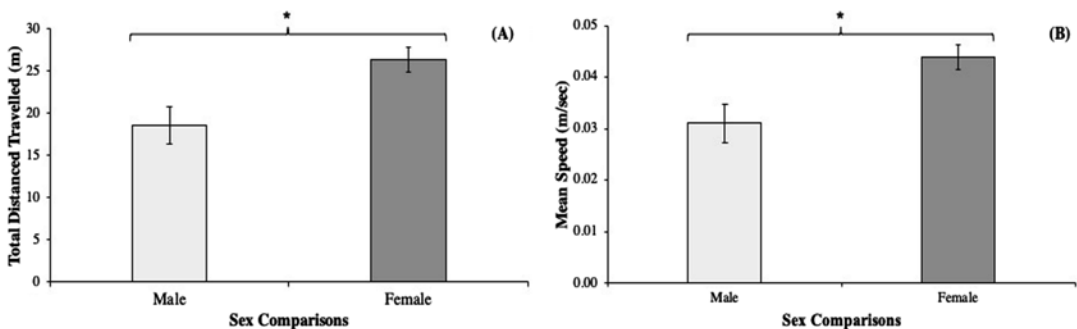 *
(A)
Total Distanced Travelled (m)
30
25
20
15
10
5
0
Male
Female
Sex Comparisons
*
(B)
Mean Speed (m/sec)
0.05
0.04
0.03
0.02
0.01
0.00
Male
Female
Sex Comparisons